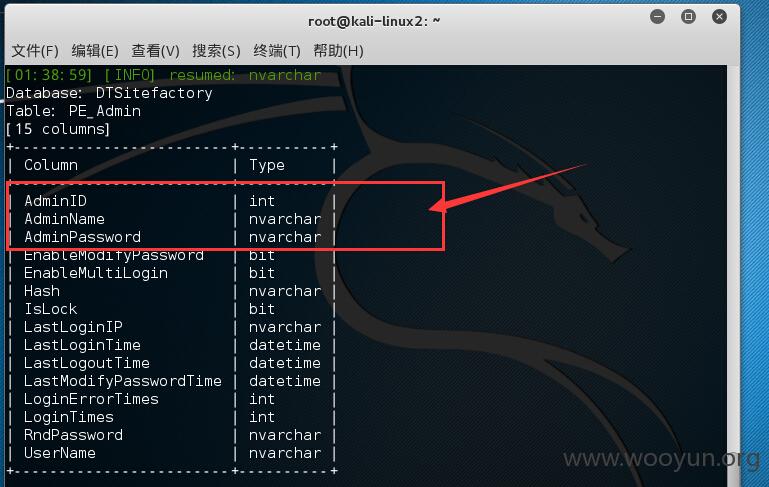 root@kali-linux2: ~
文件(F) 编辑(E) 查看(V) 搜索(S) 终端(T) 帮助(H)
[01:38:59] [INFO] resumed: nvarchar
Database: DTSitefactory
Table: PE_Admin
[15 columns]
+------------------------+----------+
| Column | Type |
+------------------------+----------+
| AdminID | int |
| AdminName | nvarchar |
| AdminPassword | nvarchar |
| EnableModifyPassword | bit |
| EnableMultiLogin | bit |
| Hash | nvarchar |
| IsLock | bit |
| LastLoginIP | nvarchar |
| LastLoginTime | datetime |
| LastLogoutTime | datetime |
| LastModifyPasswordTime | datetime |
| LoginErrorTimes | int |
| LoginTimes | int |
| RndPassword | nvarchar |
| UserName | nvarchar |
+------------------------+----------+
www.wooyun.org